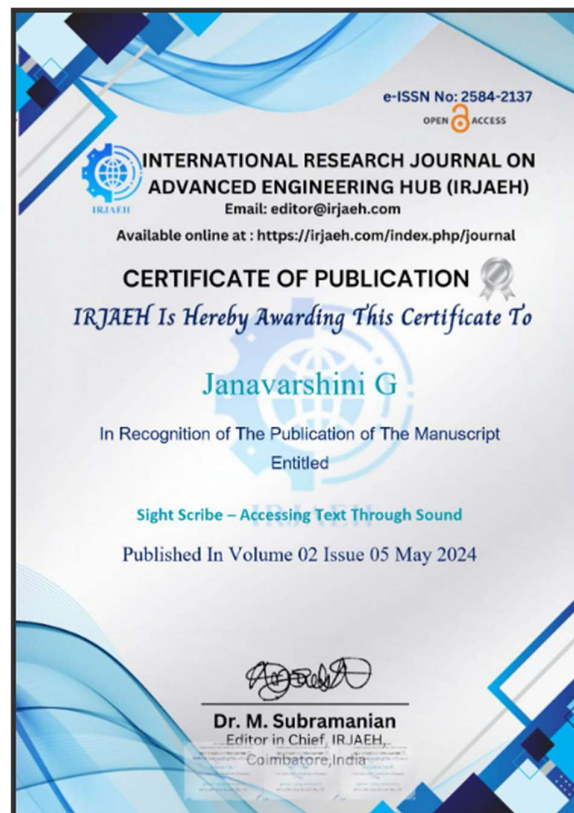 e-ISSN No: 2584-2137
OPEN ACCESS
INTERNATIONAL RESEARCH JOURNAL ON
ADVANCED ENGINEERING HUB (IRJAEH)
IRJAEH
Email: editor@irjaeh.com
Available online at : https://irjaeh.com/index.php/journal
CERTIFICATE OF PUBLICATION
IRJAEH Is Hereby Awarding This Certificate To
Janavarshini G
In Recognition of The Publication of The Manuscript
Entitled
IRJAEH
Sight Scribe – Accessing Text Through Sound
Published In Volume 02 Issue 05 May 2024
Dr. M. Subramanian
Editor in Chief, IRJAEH,
Coimbatore,India